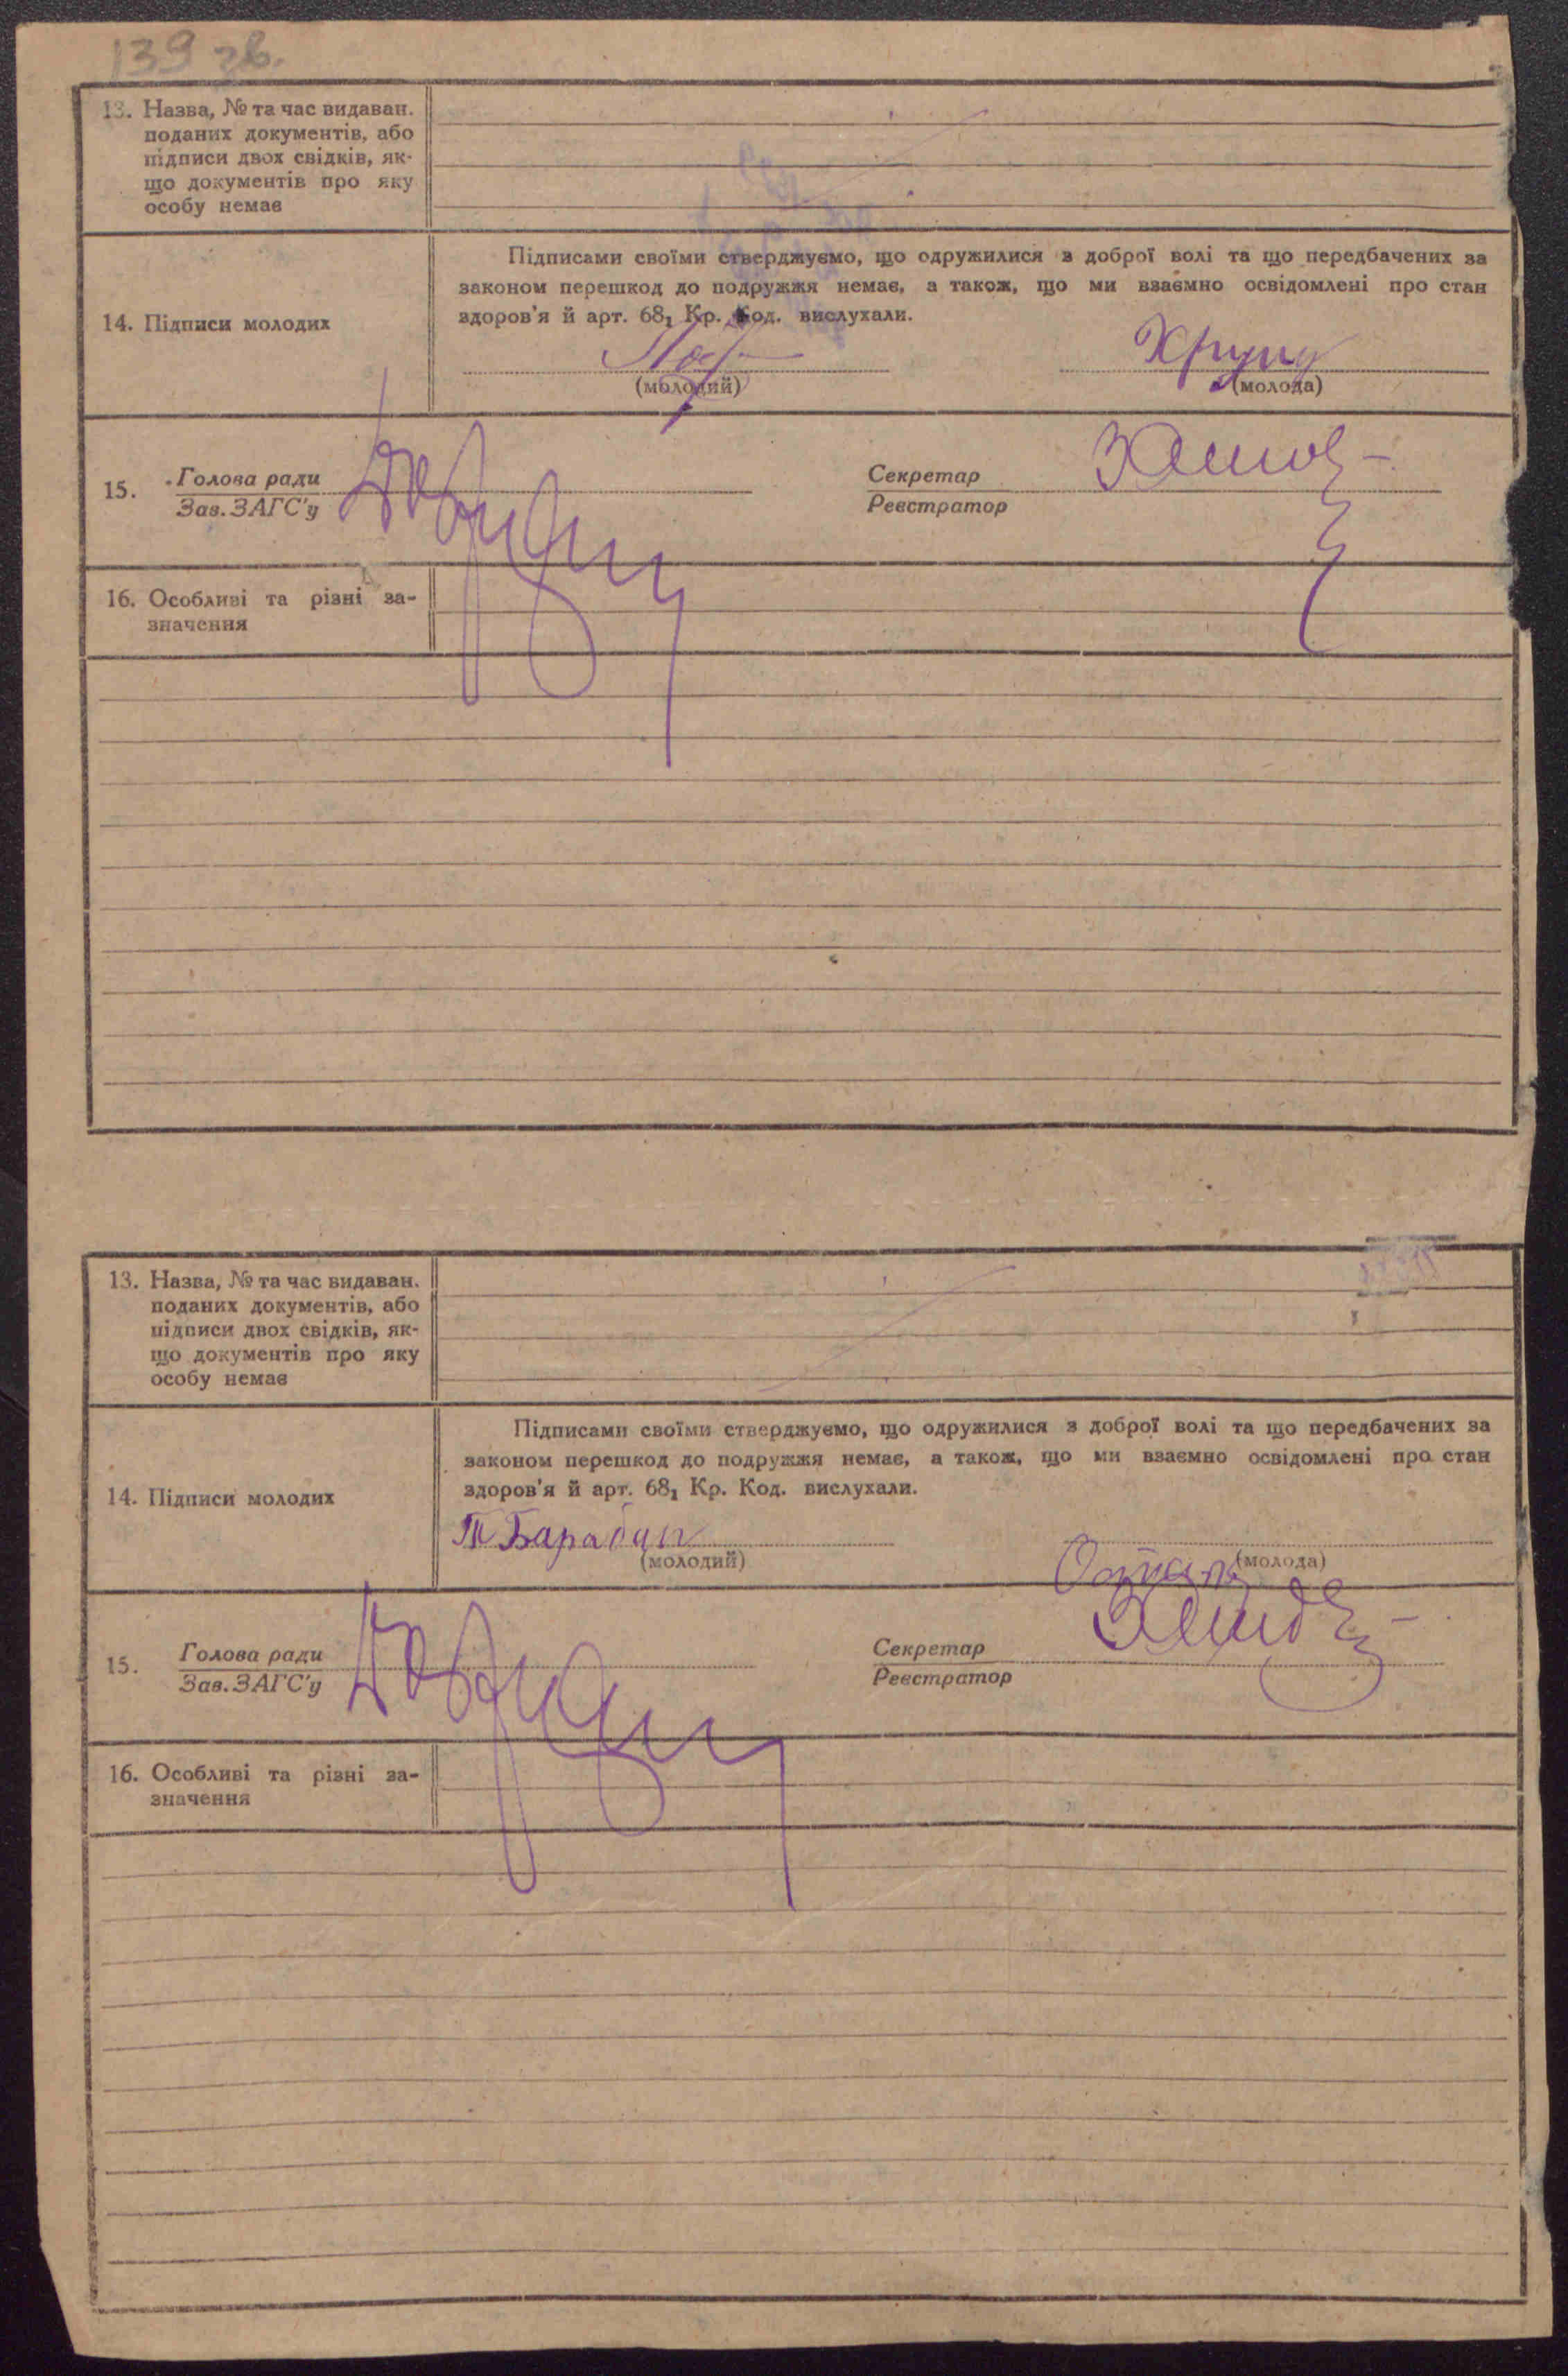 139 зв.
13. Назва, № та час видаван.
поданих документів, або
підписи двох свідків, як-
що документів про яку
особу немає
Підписами своїми стверджуємо, що одружилися з доброї волі та що передбачених за
законом перешкод до подружжя немає, а також, що ми взаємно освідомлені про стан
здоров'я й арт. 68₁ Кр. Код. вислухали.
14. Підписи молодих
(молодий) (молода)
15. Голова ради Секретар
Зав. ЗАГС'у Реєстратор
16. Особливі та різні за-
значення
13. Назва, № та час видаван.
поданих документів, або
підписи двох свідків, як-
що документів про яку
особу немає
Підписами своїми стверджуємо, що одружилися з доброї волі та що передбачених за
законом перешкод до подружжя немає, а також, що ми взаємно освідомлені про стан
здоров'я й арт. 68₁ Кр. Код. вислухали.
14. Підписи молодих
Барабан
(молодий) (молода)
15. Голова ради Секретар
Зав. ЗАГС'у Реєстратор
16. Особливі та різні за-
значення